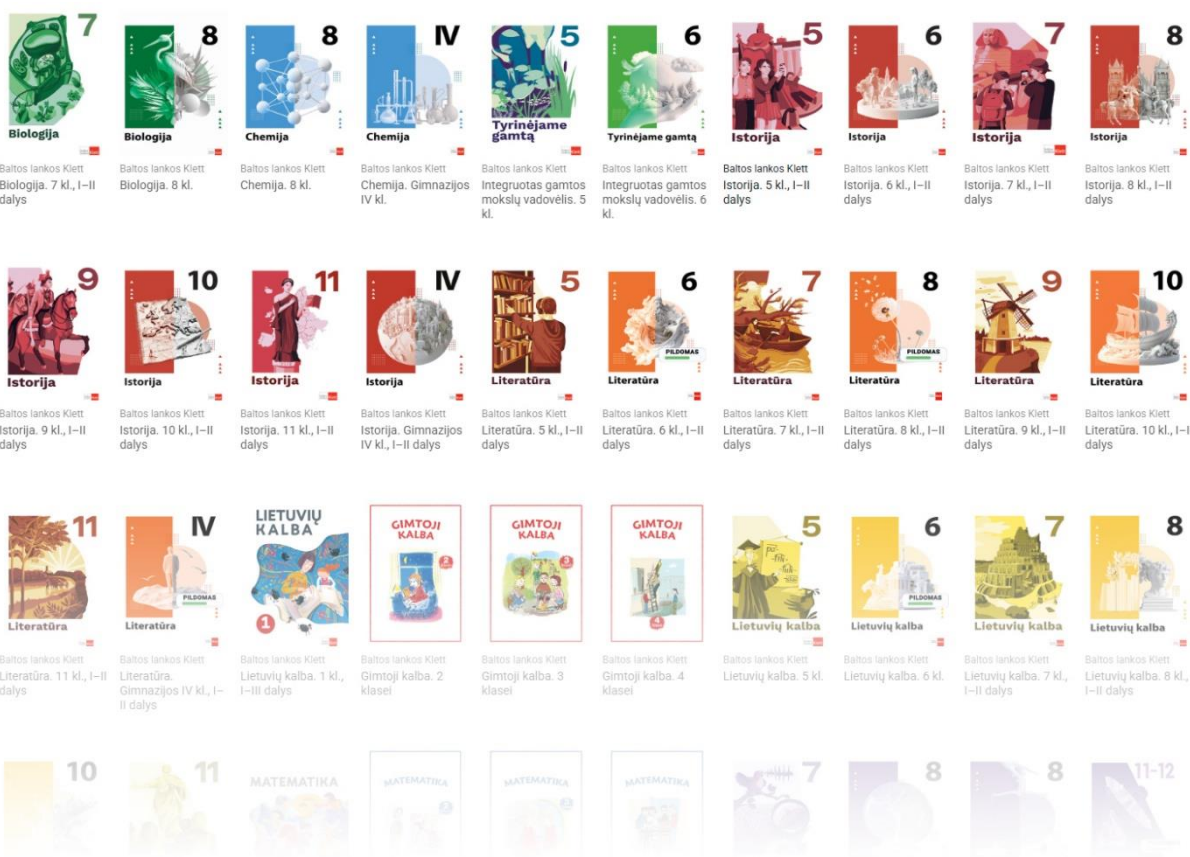 7 8 8 IV 5 6 5 6 7 8
Biologija
Biologija
Chemija
Chemija
Tyrinėjame
gamtą
Tyrinėjame gamtą
Istorija
Istorija
Istorija
Istorija
Baltos lankos Klett
Biologija. 7 kl., I–II
dalys
Baltos lankos Klett
Biologija. 8 kl.
Baltos lankos Klett
Chemija. 8 kl.
Baltos lankos Klett
Chemija. Gimnazijos
IV kl.
Baltos lankos Klett
Integruotas gamtos
mokslų vadovėlis. 5
kl.
Baltos lankos Klett
Integruotas gamtos
mokslų vadovėlis. 6
kl.
Baltos lankos Klett
Istorija. 5 kl., I–II
dalys
Baltos lankos Klett
Istorija. 6 kl., I–II
dalys
Baltos lankos Klett
Istorija. 7 kl., I–II
dalys
Baltos lankos Klett
Istorija. 8 kl., I–II
dalys
9 10 11 IV 5 6 7 8 9 10
PILDOMAS
PILDOMAS
Istorija
Istorija
Istorija
Istorija
Literatūra
Literatūra
Literatūra
Literatūra
Literatūra
Literatūra
Baltos lankos Klett
Istorija. 9 kl., I–II
dalys
Baltos lankos Klett
Istorija. 10 kl., I–II
dalys
Baltos lankos Klett
Istorija. 11 kl., I–II
dalys
Baltos lankos Klett
Istorija. Gimnazijos
IV kl., I–II dalys
Baltos lankos Klett
Literatūra. 5 kl., I–II
dalys
Baltos lankos Klett
Literatūra. 6 kl., I–II
dalys
Baltos lankos Klett
Literatūra. 7 kl., I–II
dalys
Baltos lankos Klett
Literatūra. 8 kl., I–II
dalys
Baltos lankos Klett
Literatūra. 9 kl., I–II
dalys
Baltos lankos Klett
Literatūra. 10 kl., I–I
dalys
11 IV
LIETUVIŲ
KALBA
1
GIMTOJI
KALBA
2
GIMTOJI
KALBA
3
GIMTOJI
KALBA
4
5 6 7 8
PILDOMAS
PILDOMAS
Literatūra
Literatūra
Lietuvių kalba
Lietuvių kalba
Lietuvių kalba
Lietuvių kalba
Baltos lankos Klett
Literatūra. 11 kl., I–II
dalys
Baltos lankos Klett
Literatūra.
Gimnazijos IV kl., I–
II dalys
Baltos lankos Klett
Lietuvių kalba. 1 kl.,
I–III dalys
Baltos lankos Klett
Gimtoji kalba. 2
klasei
Baltos lankos Klett
Gimtoji kalba. 3
klasei
Baltos lankos Klett
Gimtoji kalba. 4
klasei
Baltos lankos Klett
Lietuvių kalba. 5 kl.
Baltos lankos Klett
Lietuvių kalba. 6 kl.
Baltos lankos Klett
Lietuvių kalba. 7 kl.,
I–II dalys
Baltos lankos Klett
Lietuvių kalba. 8 kl.,
I–II dalys
10 11
MATEMATIKA
MATEMATIKA
MATEMATIKA
MATEMATIKA
7 8 8 11-12